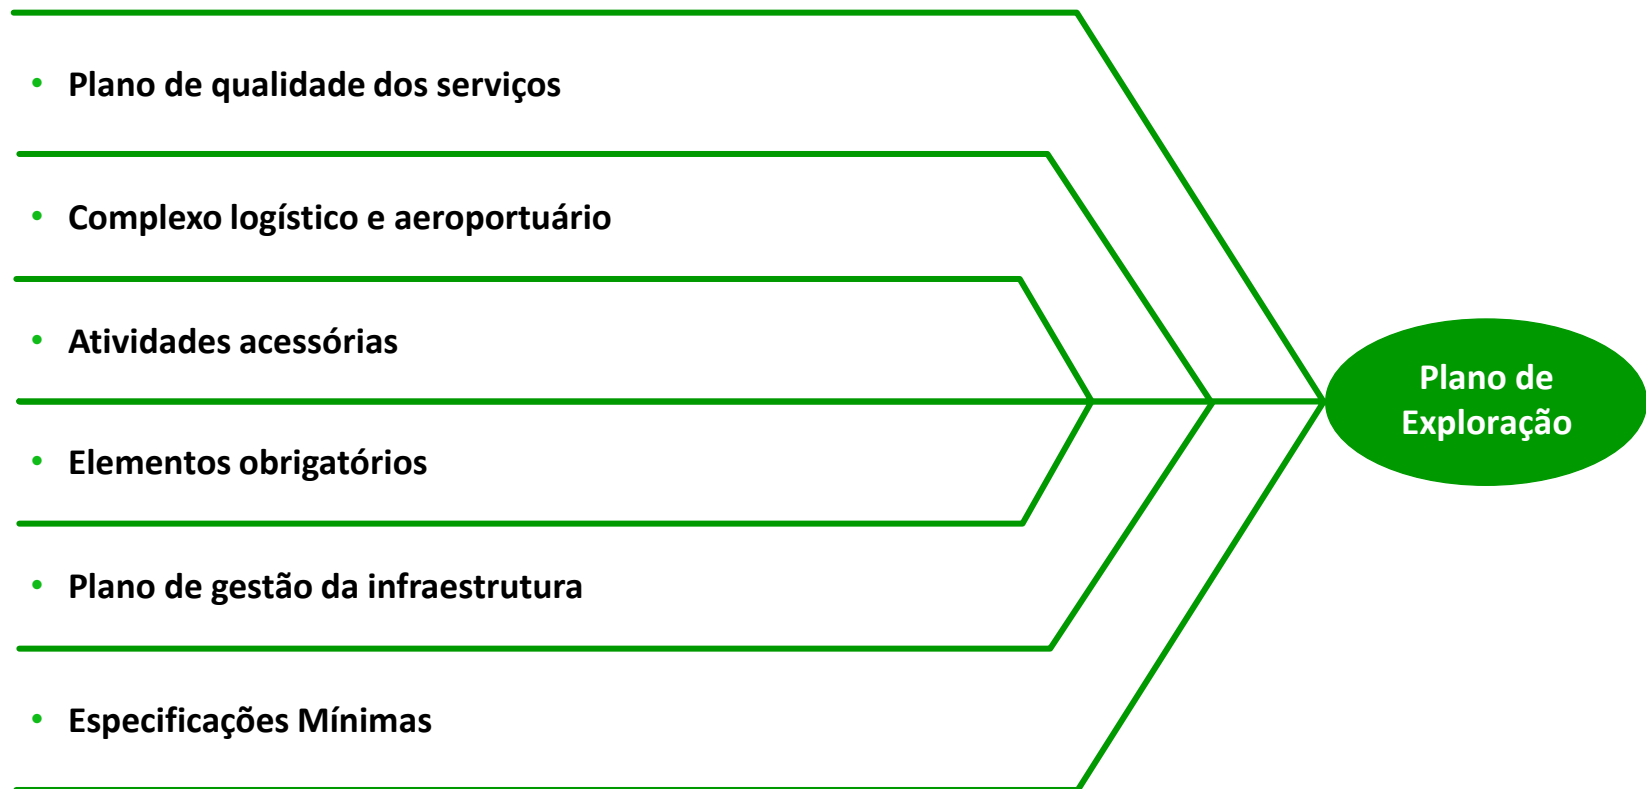 • Plano de qualidade dos serviços
• Complexo logístico e aeroportuário
• Atividades acessórias
• Elementos obrigatórios
• Plano de gestão da infraestrutura
• Especificações Mínimas
Plano de
Exploração